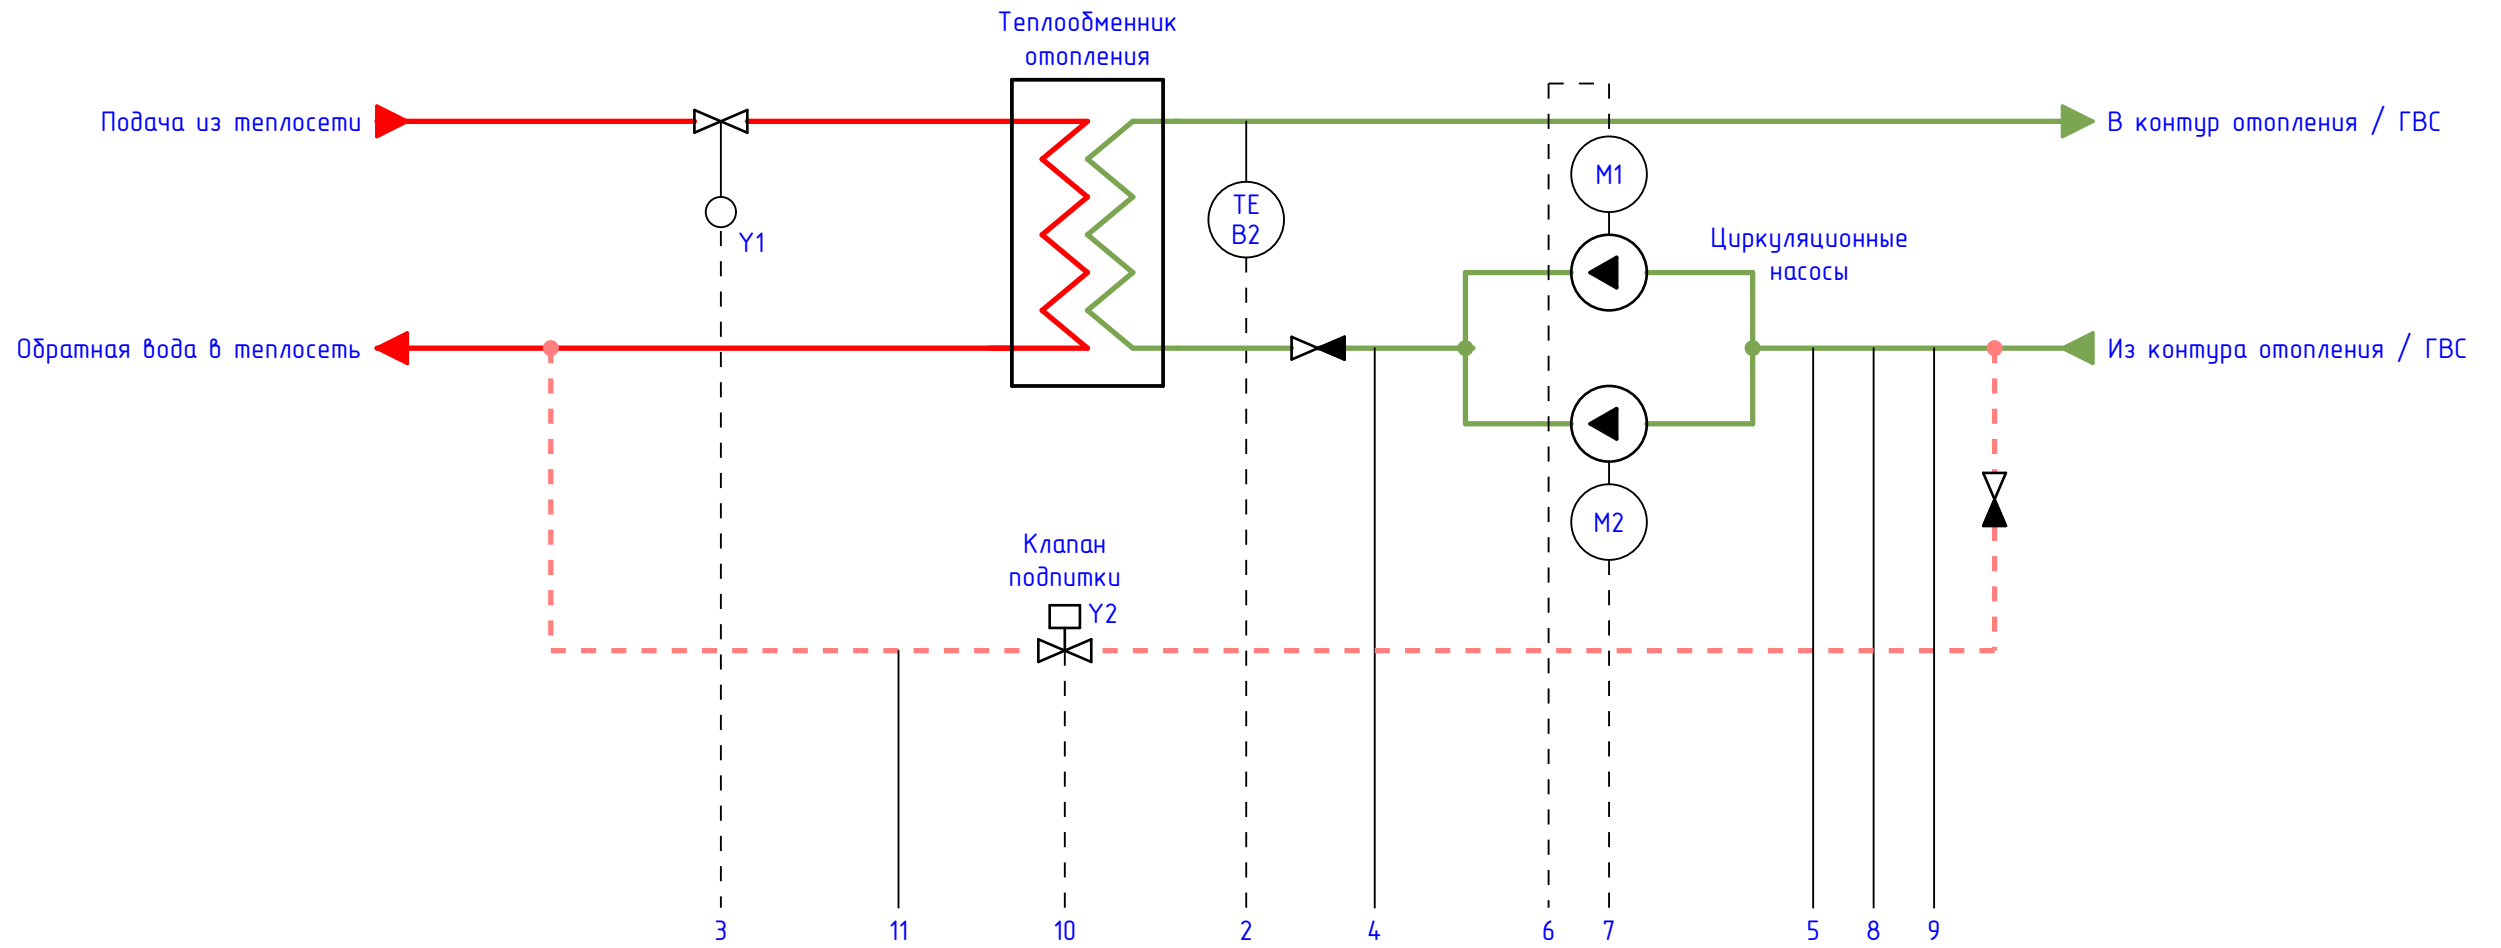 Теплообменник
отопления
Подача из теплосети
В контур отопления / ГВС
M1
TE
B2
Y1
Циркуляционные
насосы
Обратная вода в теплосеть
Из контура отопления / ГВС
M2
Клапан
подпитки
Y2
3 11 10 2 4 6 7 5 8 9